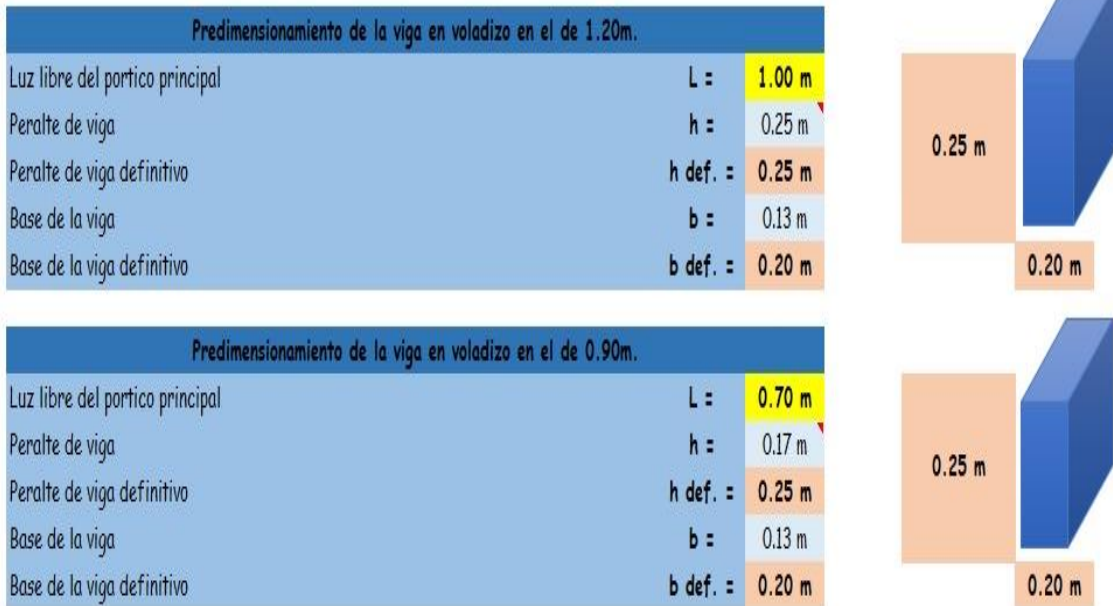 Predimensionamiento de la viga en voladizo en el de 1.20m.
Luz libre del portico principal L = 1.00 m
Peralte de viga h = 0.25 m
Peralte de viga definitivo h def. = 0.25 m
Base de la viga b = 0.13 m
Base de la viga definitivo b def. = 0.20 m
0.25 m
0.20 m
Predimensionamiento de la viga en voladizo en el de 0.90m.
Luz libre del portico principal L = 0.70 m
Peralte de viga h = 0.17 m
Peralte de viga definitivo h def. = 0.25 m
Base de la viga b = 0.13 m
Base de la viga definitivo b def. = 0.20 m
0.25 m
0.20 m